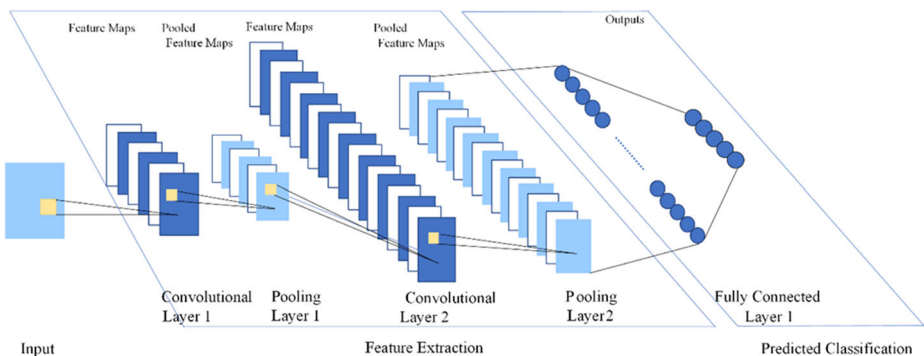 Outputs
Feature Maps
Pooled
Feature Maps
Feature Maps
Pooled
Feature Maps
Convolutional
Layer 1
Pooling
Layer 1
Convolutional
Layer 2
Pooling
Layer2
Fully Connected
Layer 1
Input
Feature Extraction
Predicted Classification